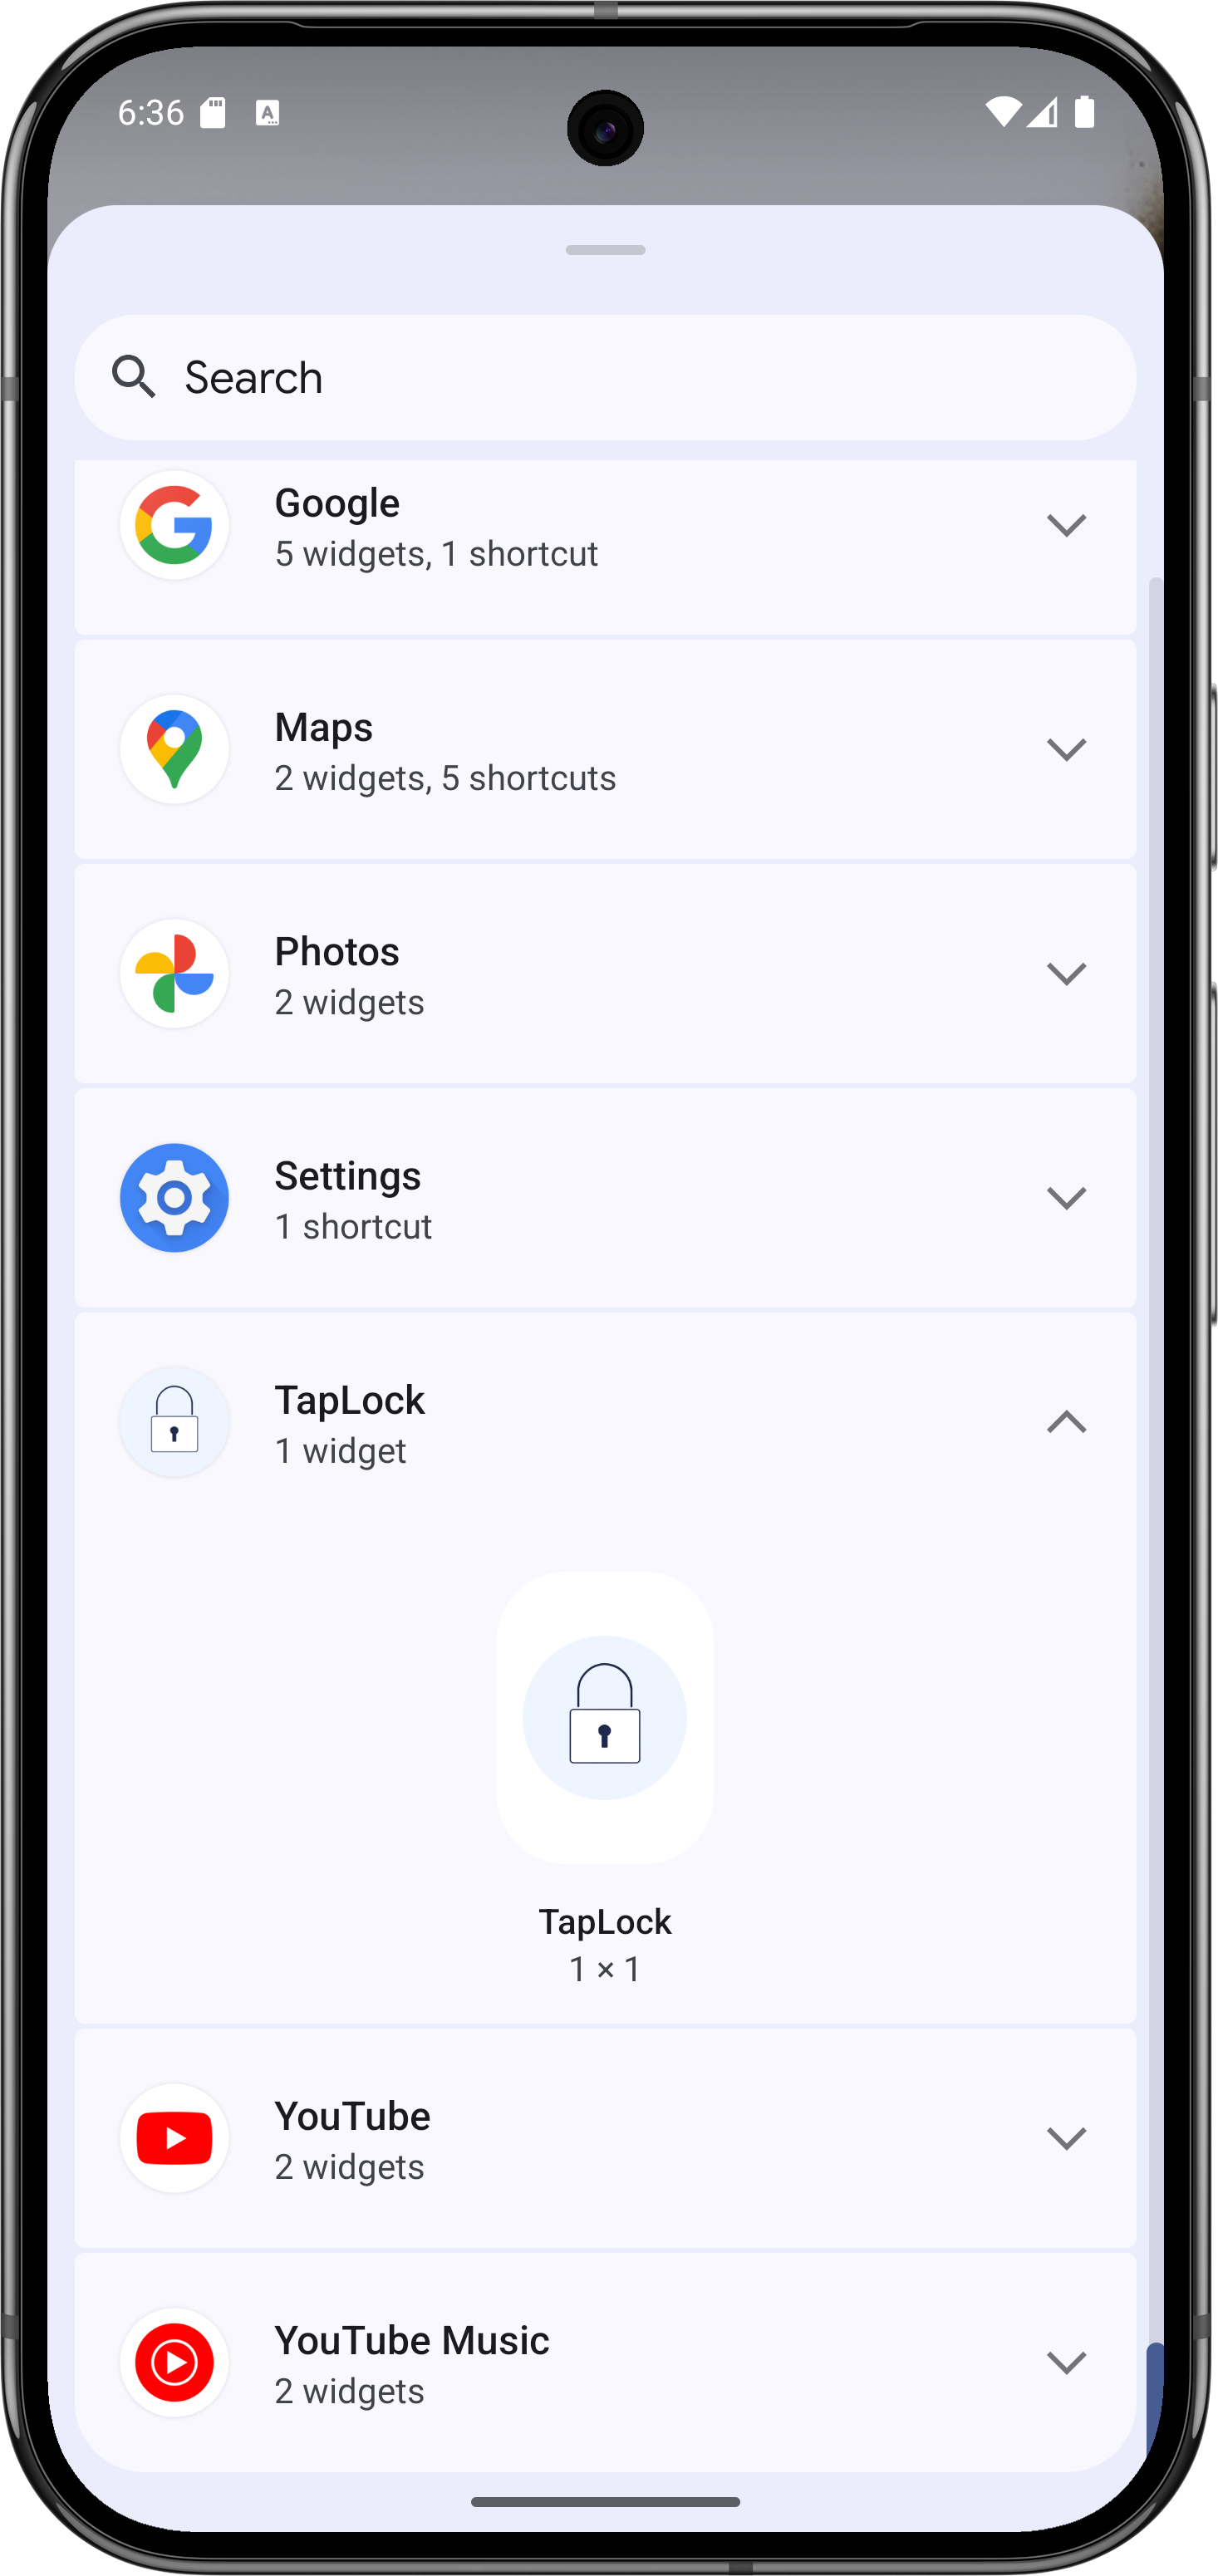 6:36
Search
Google
5 widgets, 1 shortcut
Maps
2 widgets, 5 shortcuts
Photos
2 widgets
Settings
1 shortcut
TapLock
1 widget
TapLock
1 × 1
YouTube
2 widgets
YouTube Music
2 widgets